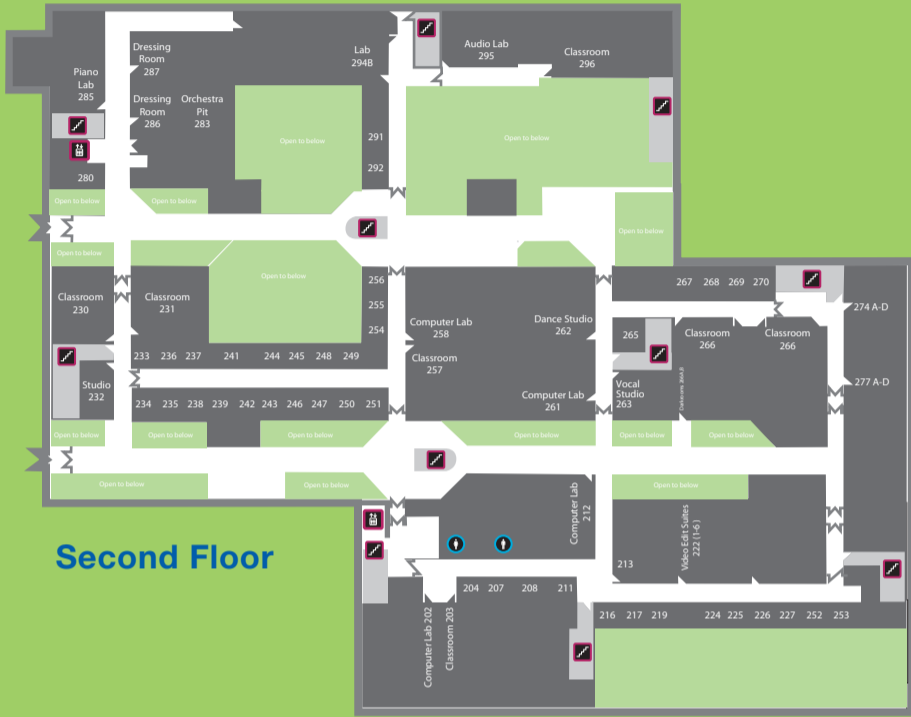 Dressing
Room
287
Lab
294B
Audio Lab
295
Classroom
296
Piano
Lab
285
Dressing
Room
286
Orchestra
Pit
283
Open to below
Open to below
291
292
280
Open to below
Open to below
Open to below
Open to below
Open to below
Classroom
230
Classroom
231
256
255
254
Computer Lab
258
Classroom
257
Dance Studio
262
Computer Lab
261
267 268 269 270
274 A-D
265
Classroom
266
Classroom
266
277 A-D
233 236 237 241 244 245 248 249
Studio
232
234 235 238 239 242 243 246 247 250 251
Vocal
Studio
263
Open to below
Open to below
Open to below
Open to below
Open to below
Open to below
Open to below
Open to below
Open to below
Computer Lab
212
Video Edit Suites
222 (1-6)
213
Second Floor
204 207 208 211
Computer Lab 202
Classroom 203
216 217 219 224 225 226 227 252 253